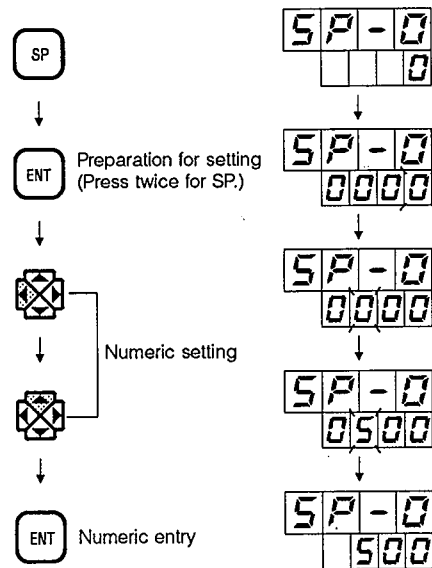 SP
SP-0
0
ENT
Preparation for setting
(Press twice for SP.)
SP-0
0000
SP-0
0000
Numeric setting
SP-0
0500
ENT
Numeric entry
SP-0
500